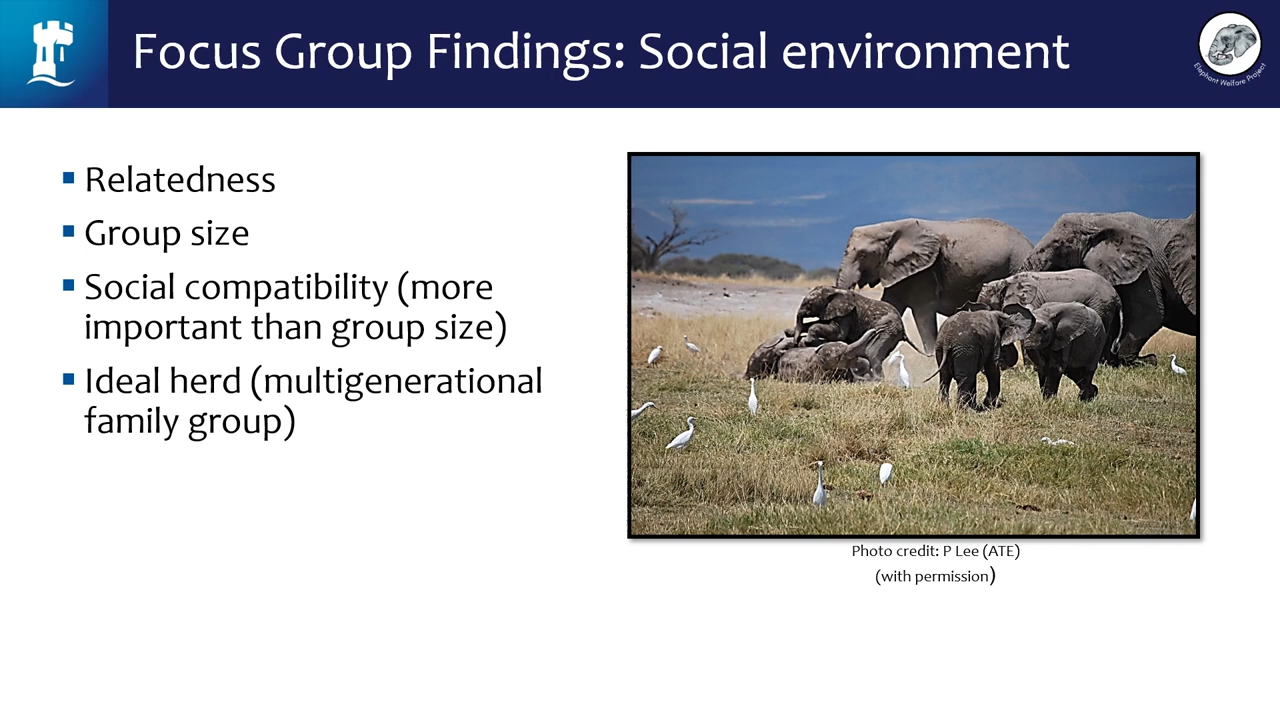 Focus Group Findings: Social environment
Elephant Welfare Project
Relatedness
Group size
Social compatibility (more
important than group size)
Ideal herd (multigenerational
family group)
Photo credit: P Lee (ATE)
(with permission)